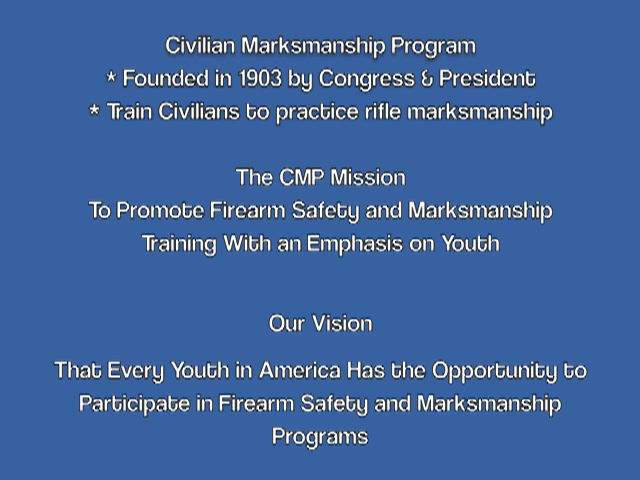 Civilian Marksmanship Program
* Founded in 1903 by Congress & President
* Train Civilians to practice rifle marksmanship
The CMP Mission
To Promote Firearm Safety and Marksmanship
Training With an Emphasis on Youth
Our Vision
That Every Youth in America Has the Opportunity to
Participate in Firearm Safety and Marksmanship
Programs